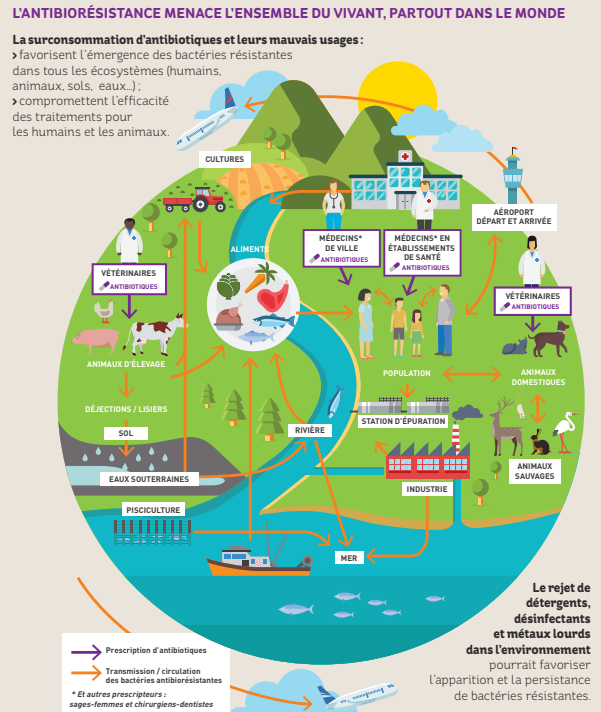 L'ANTIBIORÉSISTANCE MENACE L'ENSEMBLE DU VIVANT, PARTOUT DANS LE MONDE
La surconsommation d'antibiotiques et leurs mauvais usages :
> favorisent l'émergence des bactéries résistantes
dans tous les écosystèmes (humains,
animaux, sols, eaux...) ;
> compromettent l'efficacité
des traitements pour
les humains et les animaux.
CULTURES
AÉROPORT
DÉPART ET ARRIVÉE
MÉDECINS*
DE VILLE
ANTIBIOTIQUES
MÉDECINS* EN
ÉTABLISSEMENTS
DE SANTÉ
ANTIBIOTIQUES
ALIMENTS
VÉTÉRINAIRES
ANTIBIOTIQUES
VÉTÉRINAIRES
ANTIBIOTIQUES
ANIMAUX D'ÉLEVAGE
POPULATION
ANIMAUX
DOMESTIQUES
DÉJECTIONS / LISIERS
SOL
RIVIÈRE
STATION D'ÉPURATION
EAUX SOUTERRAINES
INDUSTRIE
ANIMAUX
SAUVAGES
PISCICULTURE
MER
Le rejet de
détergents,
désinfectants
et métaux lourds
dans l'environnement
pourrait favoriser
l'apparition et la persistance
de bactéries résistantes.
Prescription d'antibiotiques
Transmission / circulation
des bactéries antibiorésistantes
* Et autres prescripteurs :
sages-femmes et chirurgiens-dentistes